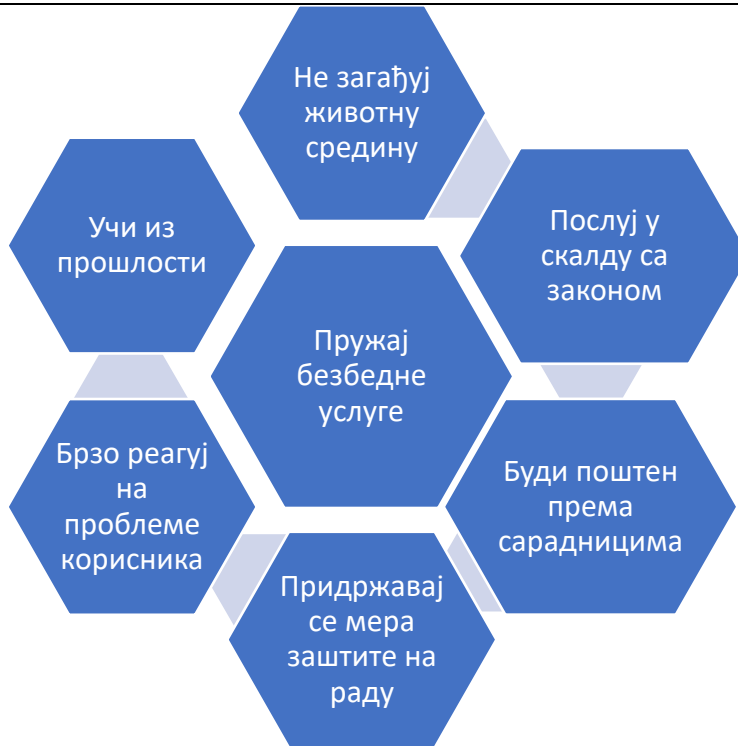 Не загађуј
животну
средину
Послуј у
скалду са
законом
Буди поштен
према
сарадницима
Придржавај
се мера
заштите на
раду
Брзо реагуј
на
проблеме
корисника
Учи из
прошлости
Пружај
безбедне
услуге